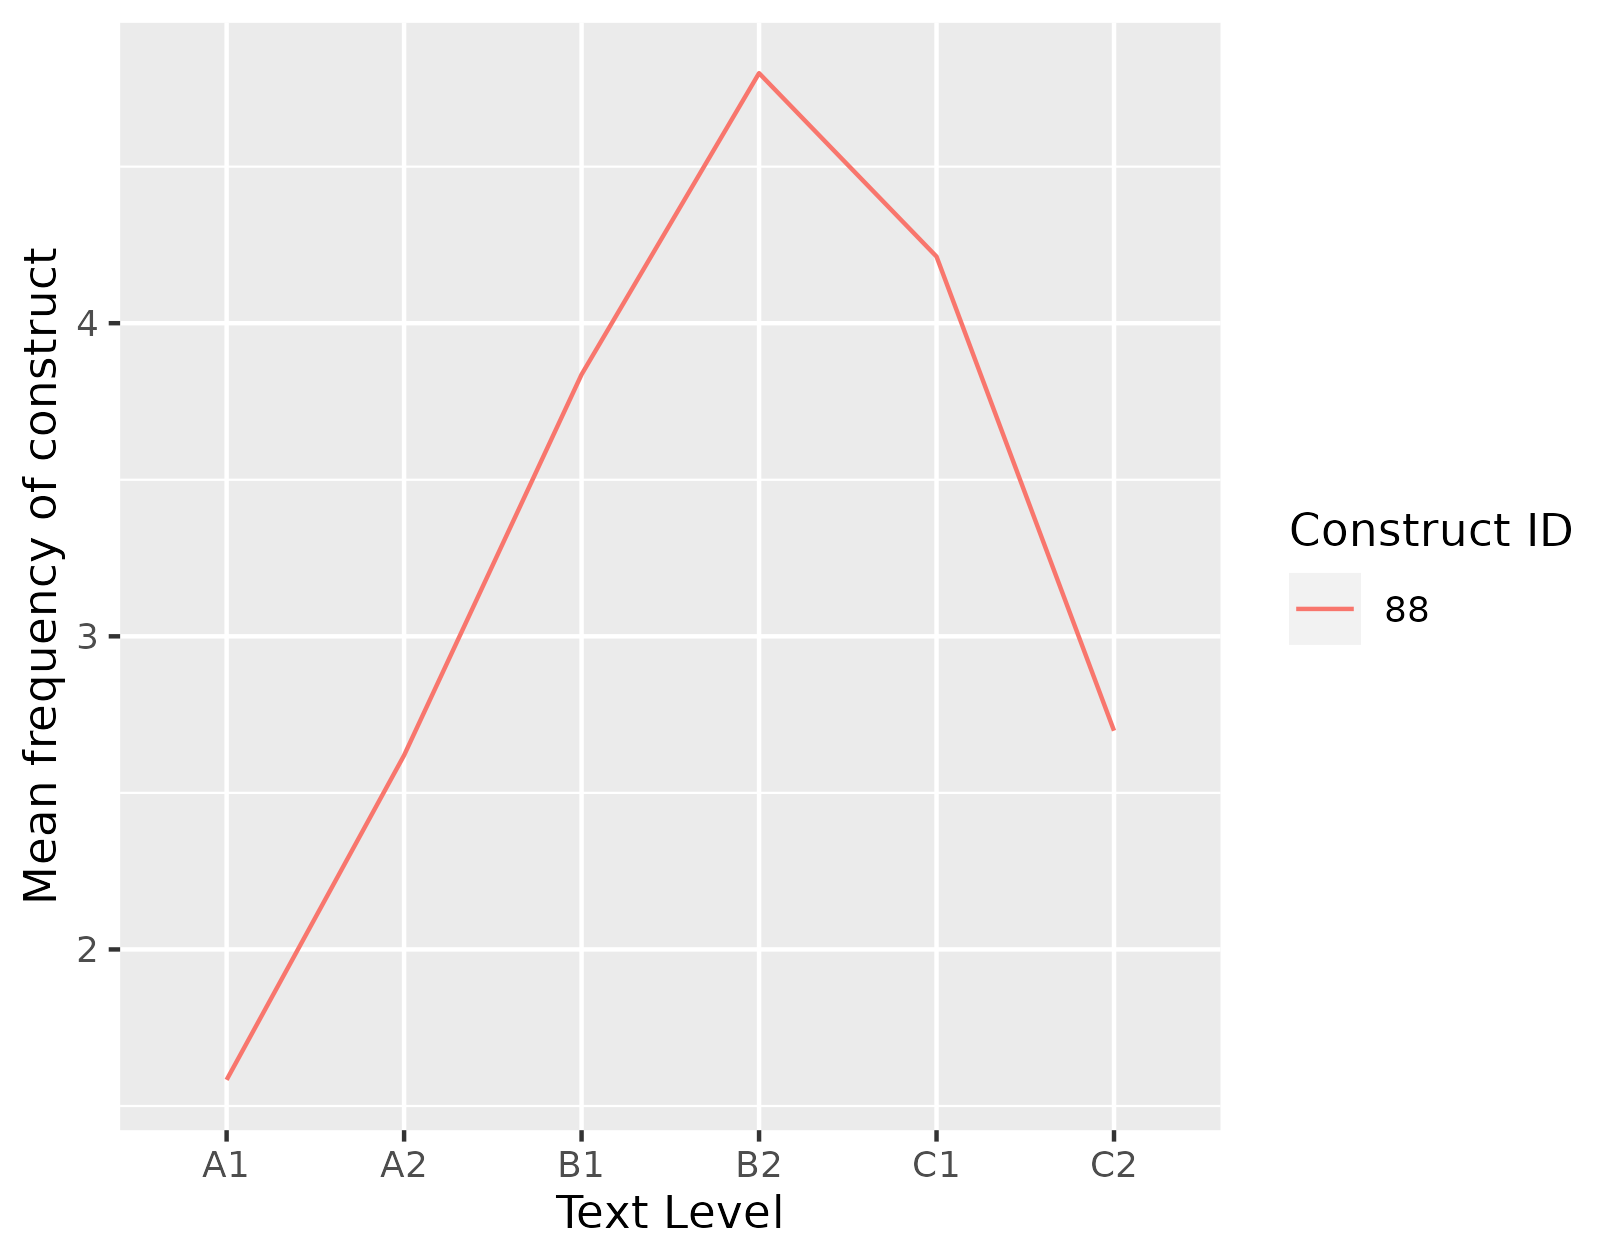 Mean frequency of construct
4
3
2
A1 A2 B1 B2 C1 C2
Text Level
Construct ID
88